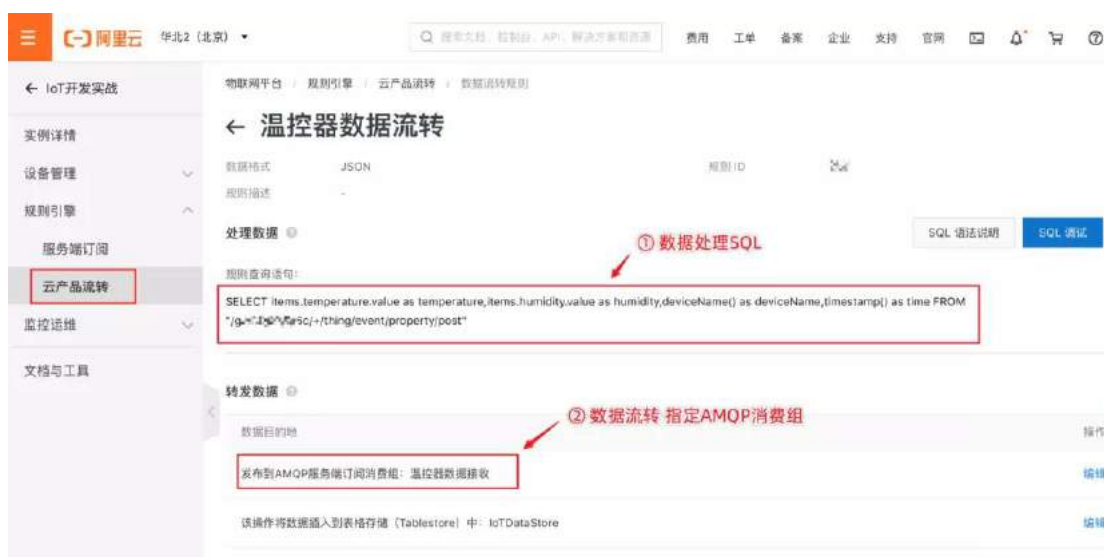 阿里云 华北2（北京）
费用 工单 备案 企业 支持 官网
← IoT开发实战
物联网平台 / 规则引擎 / 云产品流转 / 数据流转规则
← 温控器数据流转
实例详情
设备管理
规则引擎
服务端订阅
云产品流转
监控运维
文档与工具
数据格式 JSON 规则 ID
规则描述 -
处理数据
① 数据处理SQL
SQL 语法说明
SQL 调试
规则查询语句:
SELECT items.temperature.value as temperature,items.humidity.value as humidity,deviceName() as deviceName,timestamp() as time FROM
/+/thing/event/property/post"
转发数据
② 数据流转 指定AMQP消费组
数据目的地 操作
发布到AMQP服务端订阅消费组：温控器数据接收 编辑
该操作将数据插入到表格存储（Tablestore）中：IoTDataStore 编辑